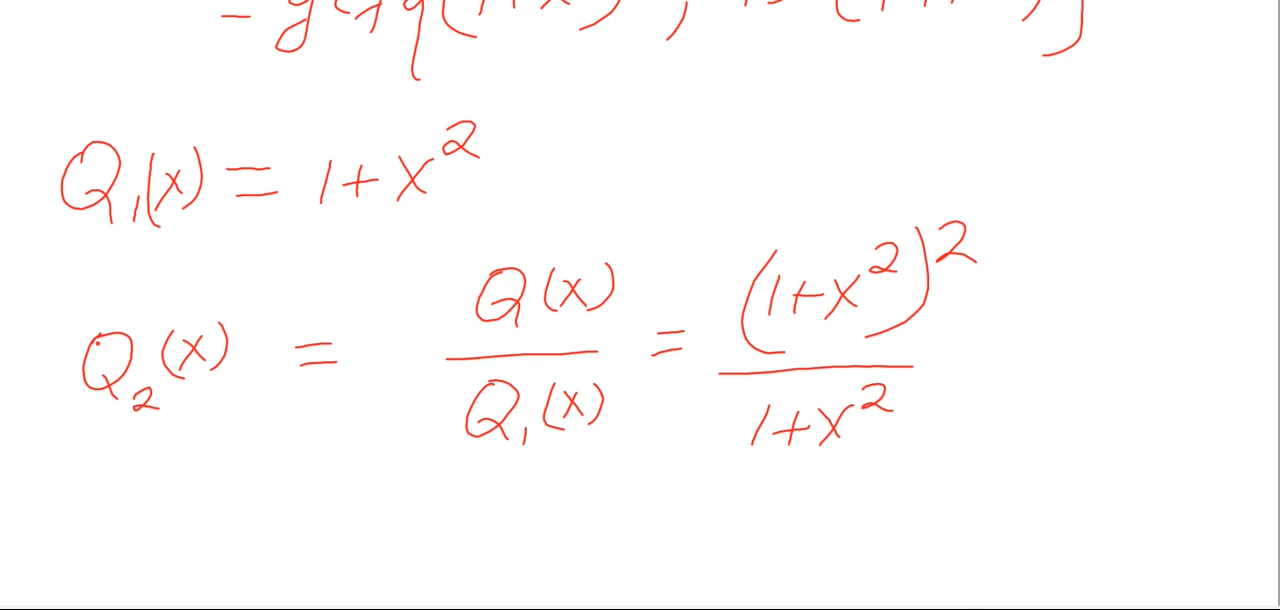 Q₁(x) = 1+x²
Q₂(x) = Q(x)/Q₁(x) = (1+x²)²/1+x²